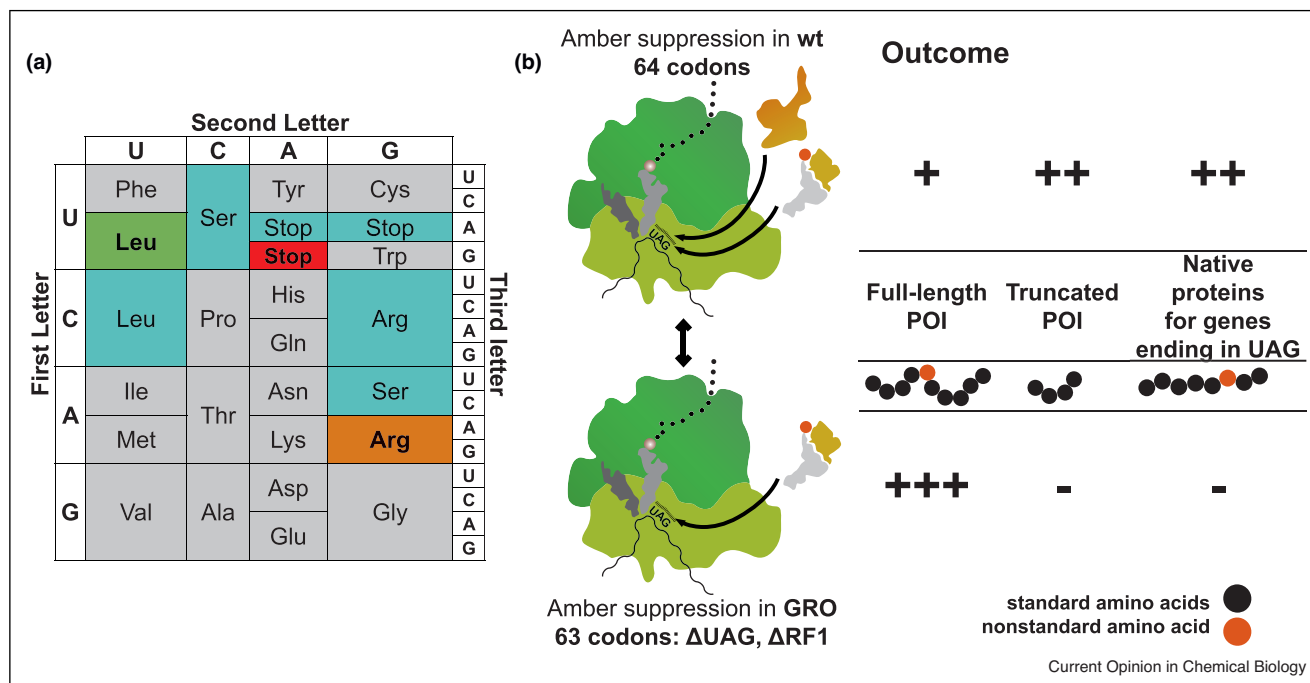 (a)
Second Letter
U C A G
First Letter
Third letter
U
Phe
Ser
Tyr
Cys
U
C
Leu
Stop
Stop
A
Stop
Trp
G
C
Leu
Pro
His
Arg
U
C
Gln
A
G
A
Ile
Thr
Asn
Ser
U
C
Met
Lys
Arg
A
G
G
Val
Ala
Asp
Gly
U
C
Glu
A
G
(b)
Amber suppression in wt
64 codons
UAG
UAG
Amber suppression in GRO
63 codons: ΔUAG, ΔRF1
Outcome
+ ++ ++
Full-length
POI
Truncated
POI
Native
proteins
for genes
ending in UAG
+++ - -
standard amino acids
nonstandard amino acid
Current Opinion in Chemical Biology